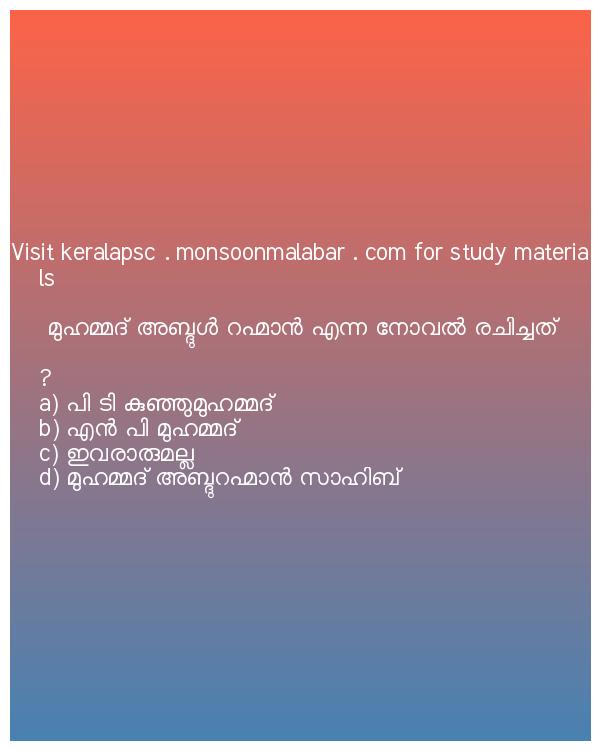 Visit keralapsc . monsoonmalabar . com for study materia
ls
മുഹമ്മദ് അബ്ദുൾ റഹ്മാൻ എന്ന നോവൽ രചിച്ചത്
?
a) പി ടി കുഞ്ഞുമുഹമ്മദ്
b) എൻ പി മുഹമ്മദ്
c) ഇവരാരുമല്ല
d) മുഹമ്മദ് അബ്ദുറഹ്മാൻ സാഹിബ്